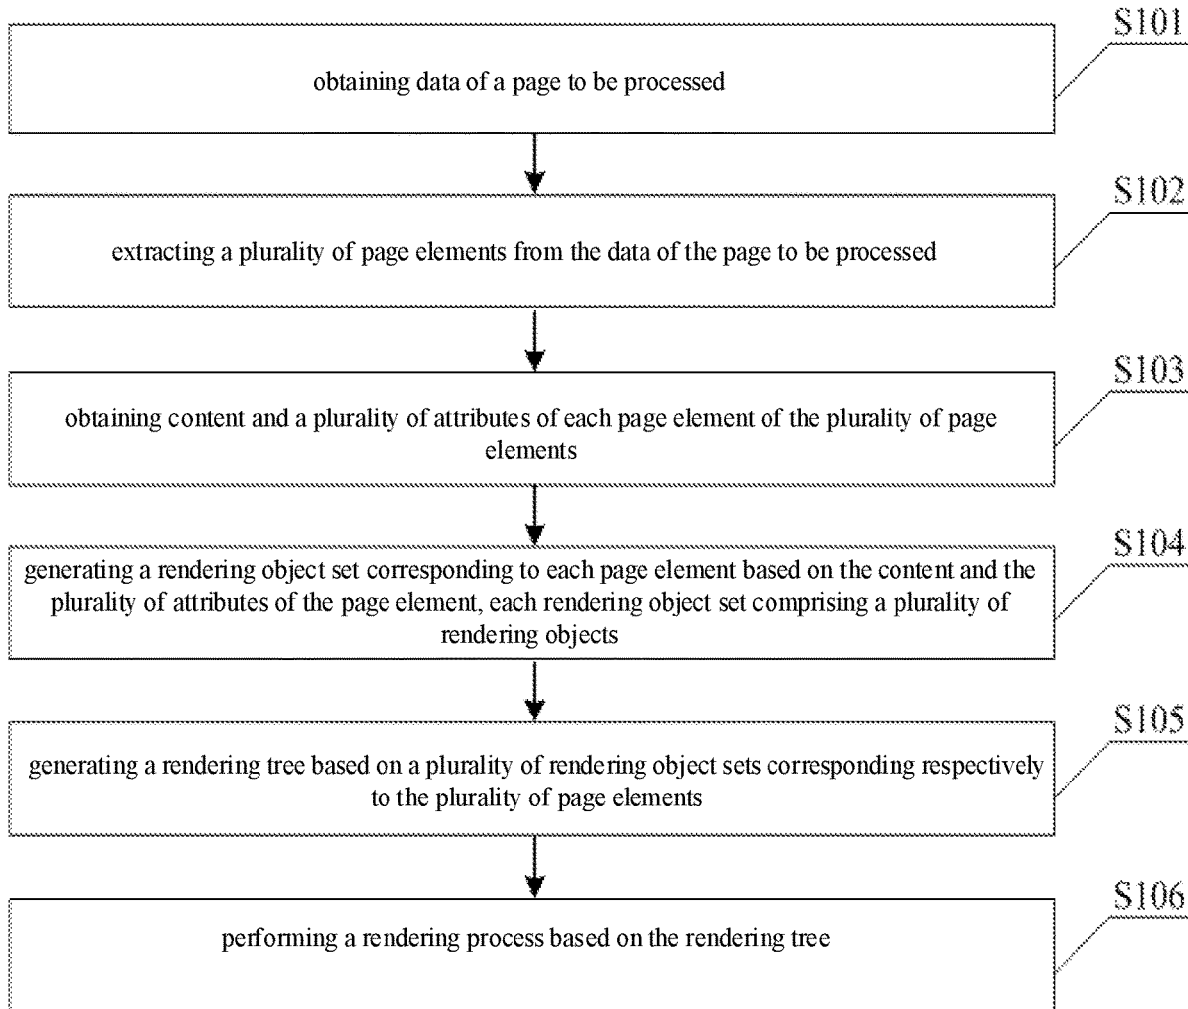 S101
obtaining data of a page to be processed
S102
extracting a plurality of page elements from the data of the page to be processed
S103
obtaining content and a plurality of attributes of each page element of the plurality of page
elements
S104
generating a rendering object set corresponding to each page element based on the content and the
plurality of attributes of the page element, each rendering object set comprising a plurality of
rendering objects
S105
generating a rendering tree based on a plurality of rendering object sets corresponding respectively
to the plurality of page elements
S106
performing a rendering process based on the rendering tree